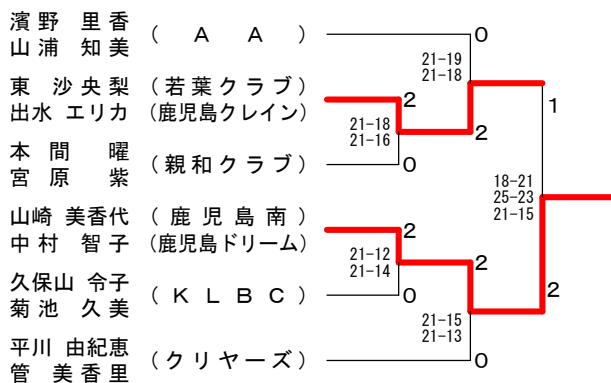 濱野 里香 (A A) 0
山浦 知美
21-19
21-18
東 沙央梨 (若葉クラブ) 2
出水 エリカ (鹿児島クレイン)
1
21-18
21-16
2
本間 曜 (親和クラブ) 0
宮原 紫
18-21
25-23
21-15
山崎 美香代 (鹿児島南) 2
中村 智子 (鹿児島ドリーム)
21-12
21-14
2
2
久保山 令子 (KLBC) 0
菊池 久美
21-15
21-13
平川 由紀恵 (クリヤーズ) 0
管 美香里